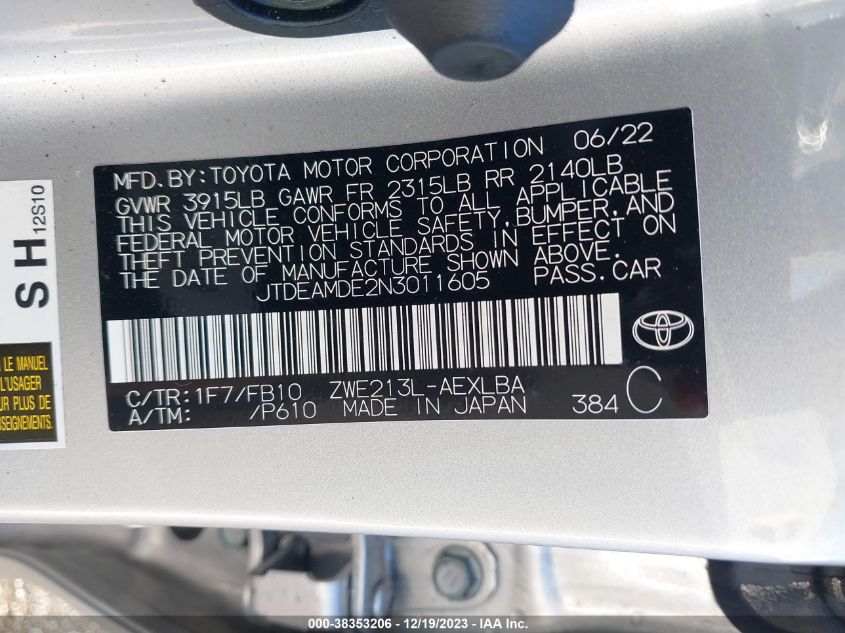 MFD.BY:TOYOTA MOTOR CORPORATION 06/22
GVWR 3915LB GAWR FR 2315LB RR 2140LB
THIS VEHICLE CONFORMS TO ALL APPLICABLE
FEDERAL MOTOR VEHICLE SAFETY,BUMPER,AND
THEFT PREVENTION STANDARDS IN EFFECT ON
THE DATE OF MANUFACTURE SHOWN ABOVE.
JTDEAMDE2N3011605 PASS.CAR
C/TR:1F7/FB10 ZWE213L-AEXLBA
A/TM: /P610 MADE IN JAPAN 384 C
SH
12S10
LE MANUEL
L'USAGER
UR PLUS DE
SEIGNEMENTS
000-38353206 - 12/19/2023 - IAA Inc.